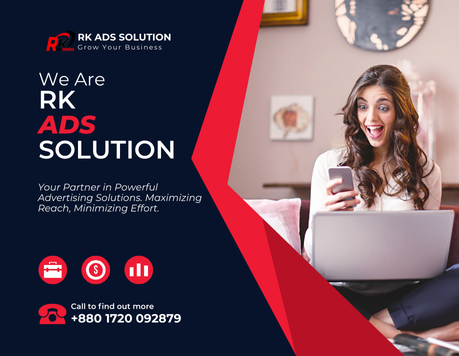 RK ADS SOLUTION
Grow Your Business
We Are
RK
ADS
SOLUTION
Your Partner in Powerful
Advertising Solutions. Maximizing
Reach, Minimizing Effort.
Call to find out more
+880 1720 092879